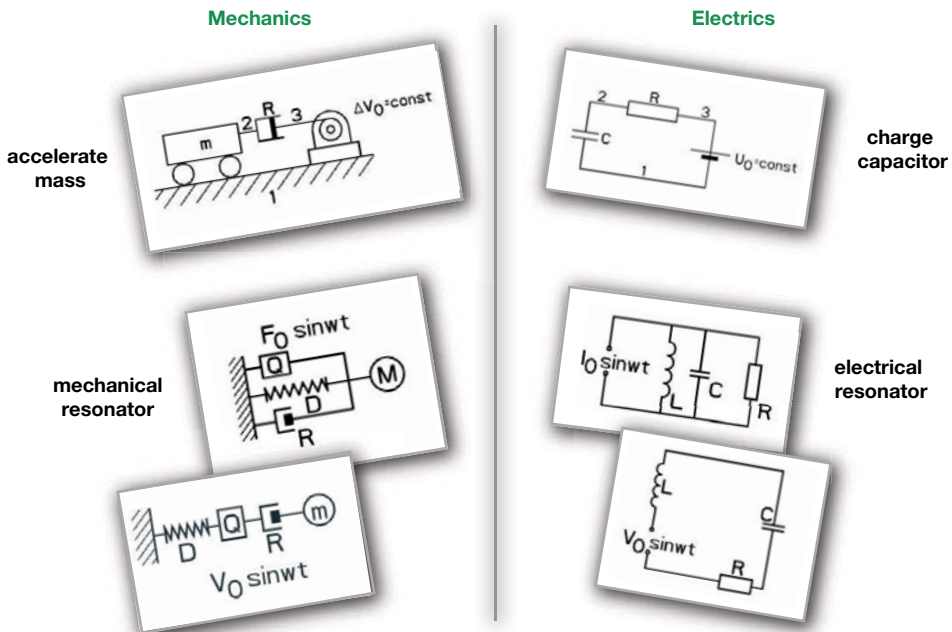 Mechanics
Electrics
accelerate
mass
R
2
3
ΔV₀=const
m
1
2
R
3
C
1
U₀=const
charge
capacitor
mechanical
resonator
F₀ sinwt
Q
M
D
R
I₀ sinwt
L
C
R
electrical
resonator
D
Q
R
m
V₀ sinwt
L
C
V₀ sinwt
R